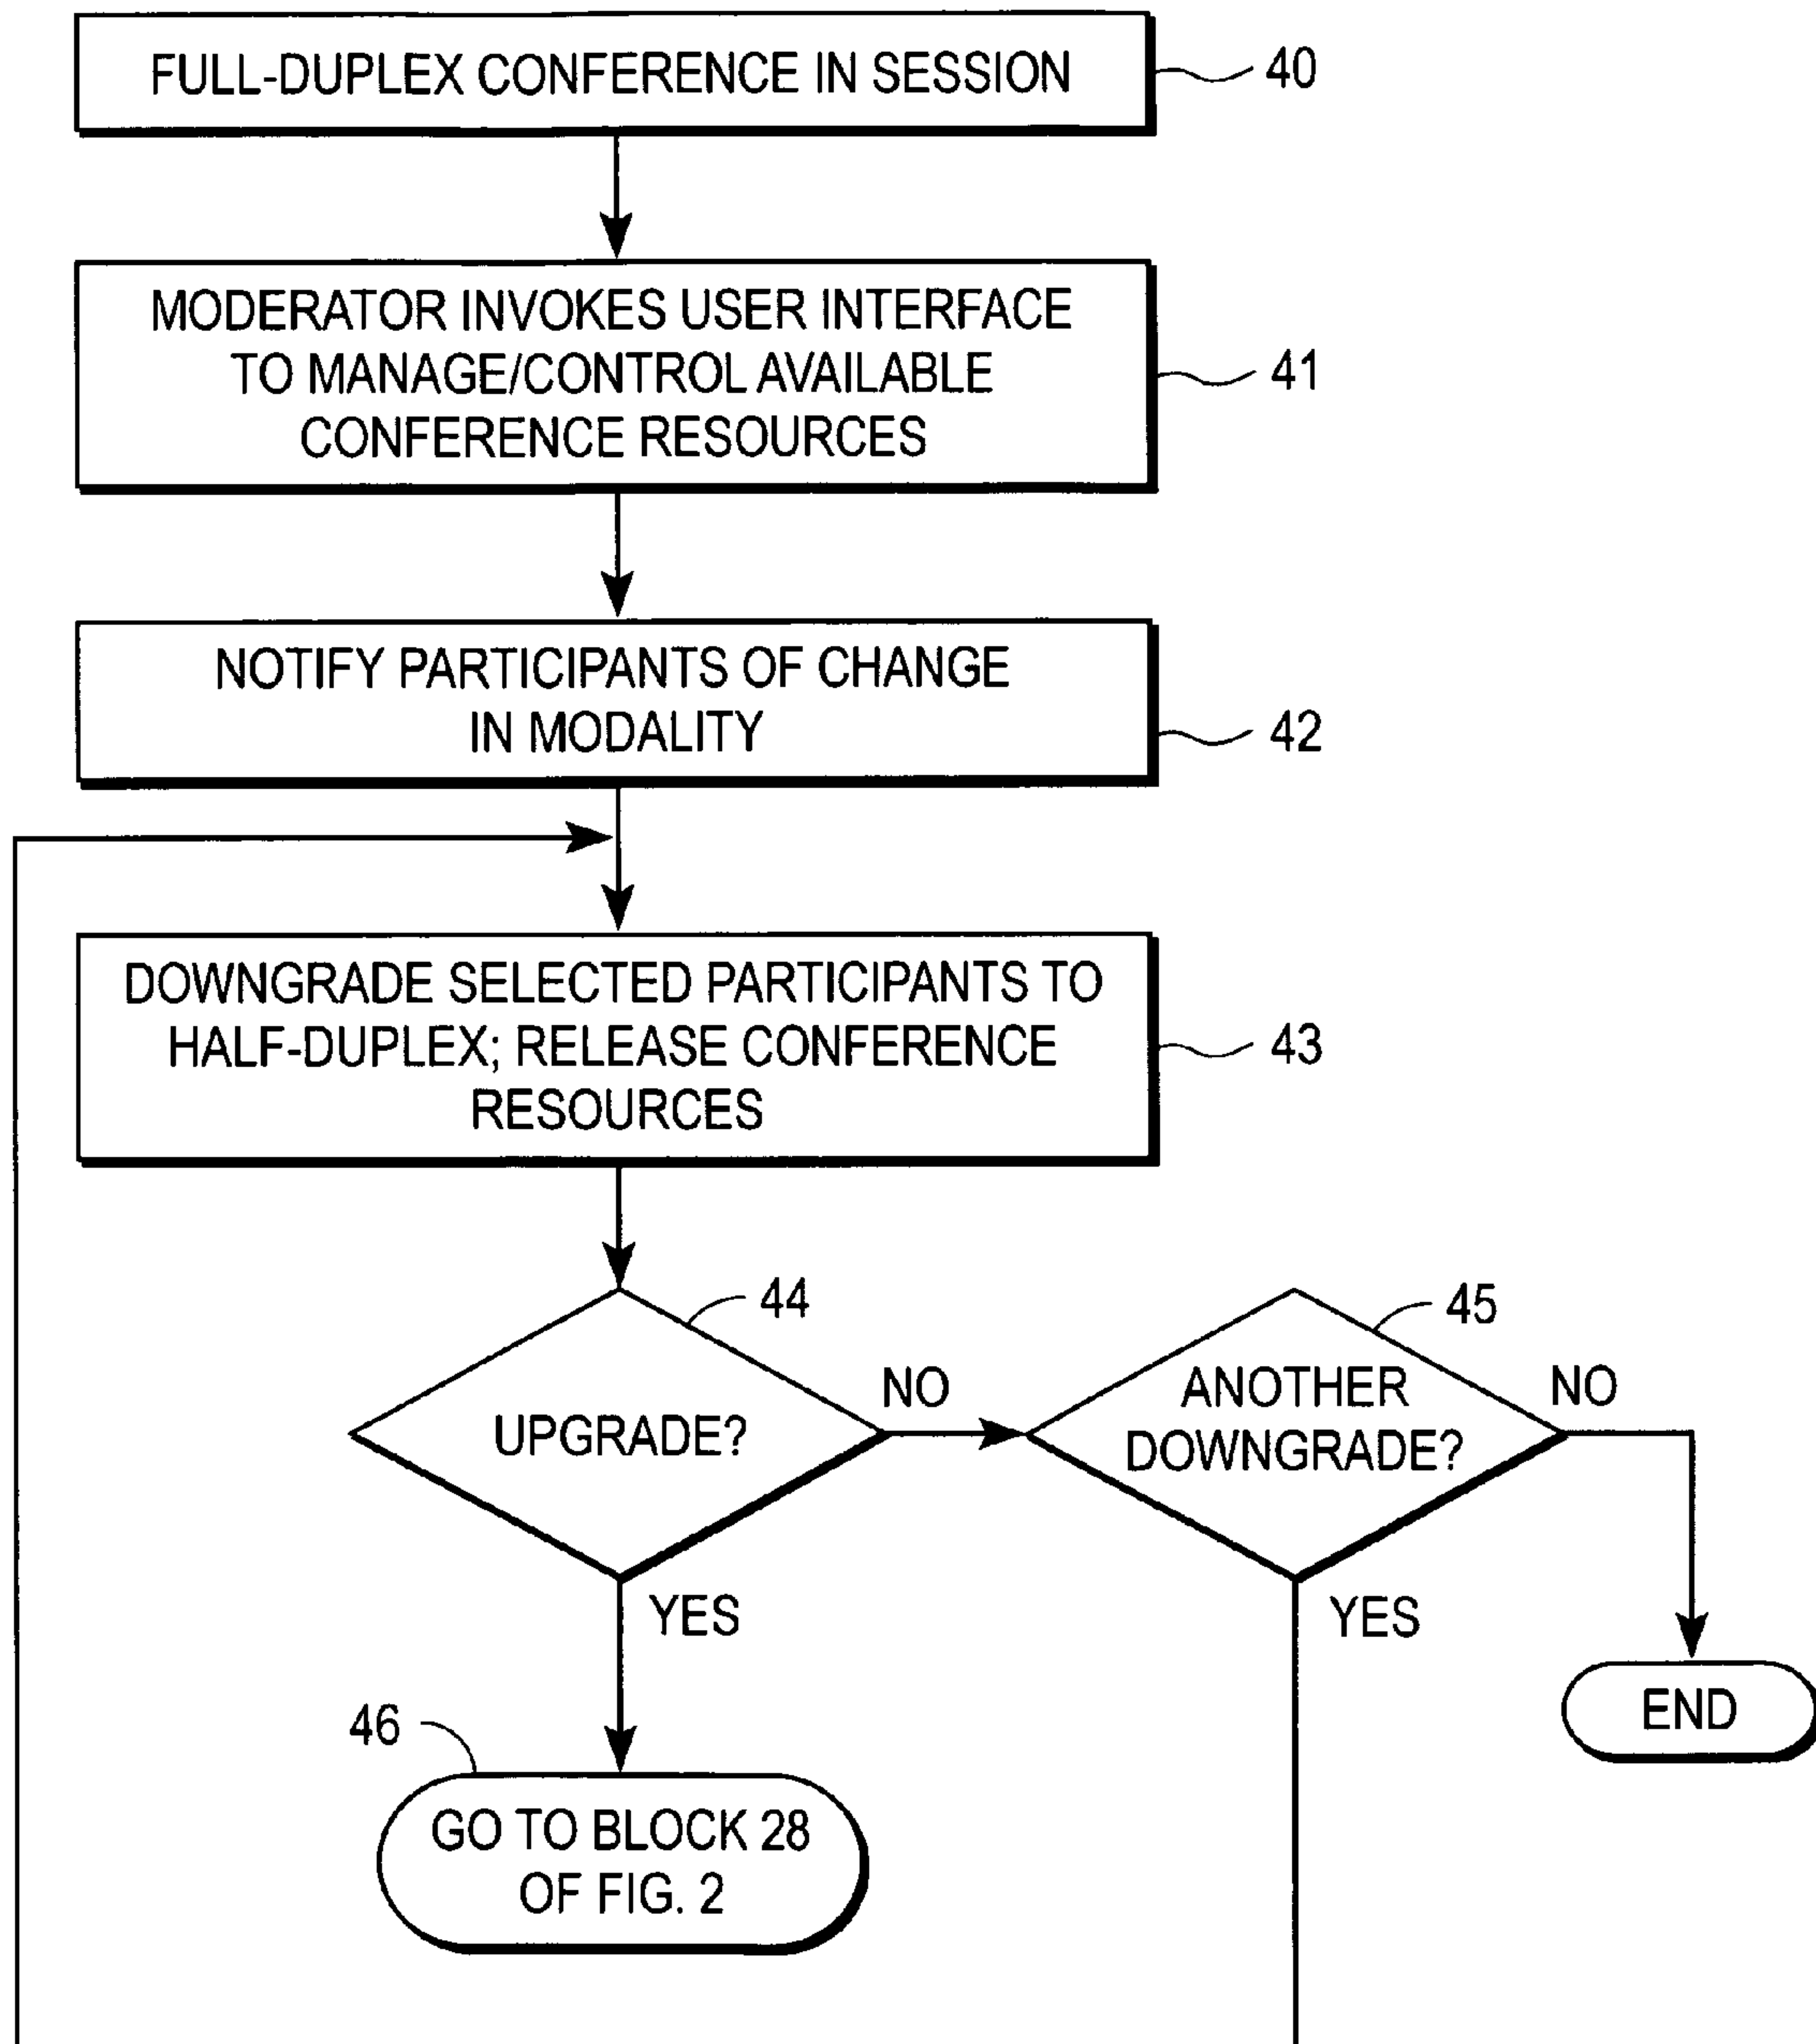 FULL-DUPLEX CONFERENCE IN SESSION
40
MODERATOR INVOKES USER INTERFACE
TO MANAGE/CONTROL AVAILABLE
CONFERENCE RESOURCES
41
NOTIFY PARTICIPANTS OF CHANGE
IN MODALITY
42
DOWNGRADE SELECTED PARTICIPANTS TO
HALF-DUPLEX; RELEASE CONFERENCE
RESOURCES
43
44
UPGRADE?
NO
YES
45
ANOTHER
DOWNGRADE?
NO
YES
END
46
GO TO BLOCK 28
OF FIG. 2